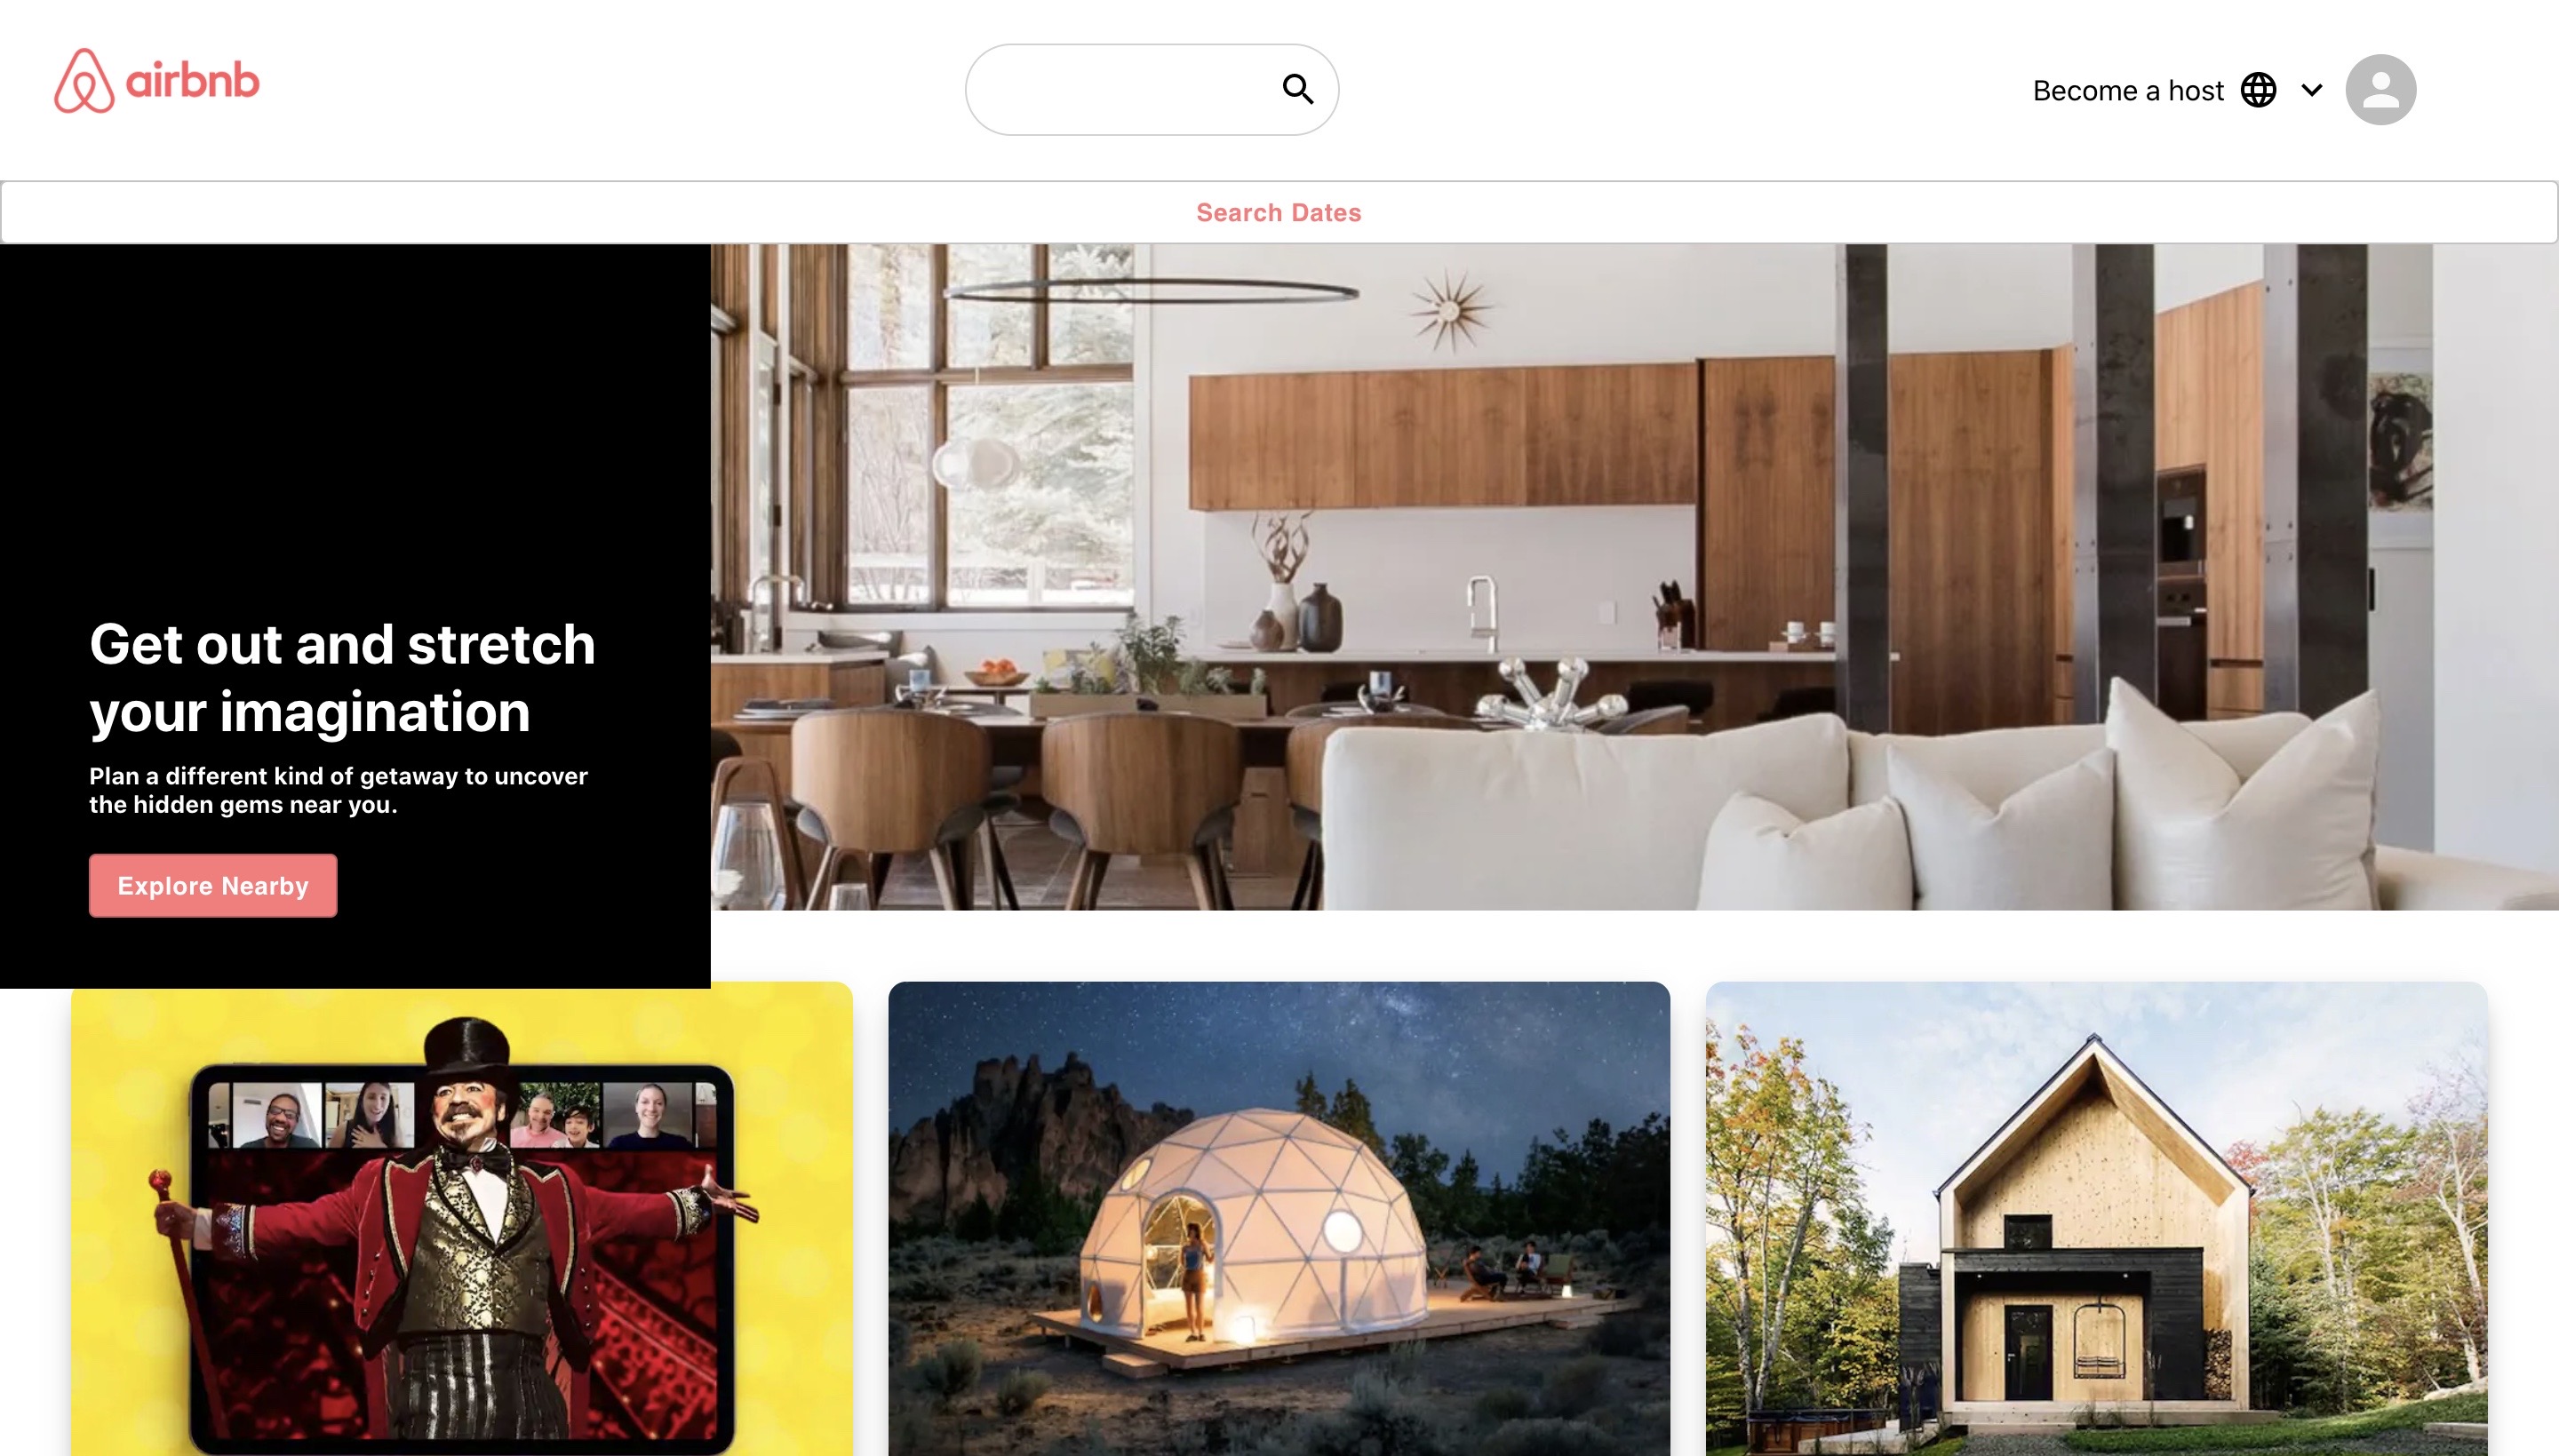 airbnb
Become a host
Search Dates
Get out and stretch
your imagination
Plan a different kind of getaway to uncover
the hidden gems near you.
Explore Nearby